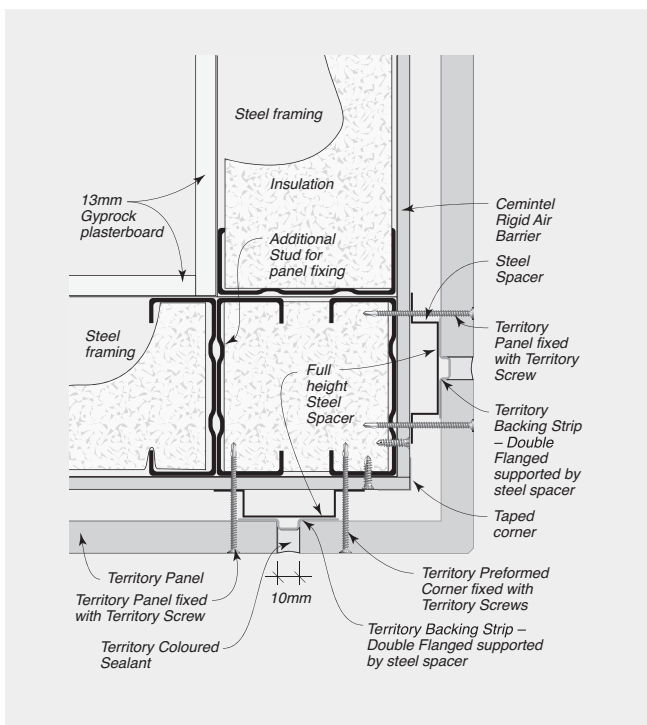 Steel framing
Insulation
13mm
Gyprock
plasterboard
Additional
Stud for
panel fixing
Cemintel
Rigid Air
Barrier
Steel
Spacer
Steel
framing
Full
height
Steel
Spacer
Territory
Panel fixed
with Territory
Screw
Territory
Backing Strip
– Double
Flanged
supported by
steel spacer
Taped
corner
Territory Panel
Territory Panel fixed
with Territory Screw
10mm
Territory Preformed
Corner fixed with
Territory Screws
Territory Coloured
Sealant
Territory Backing Strip –
Double Flanged supported
by steel spacer